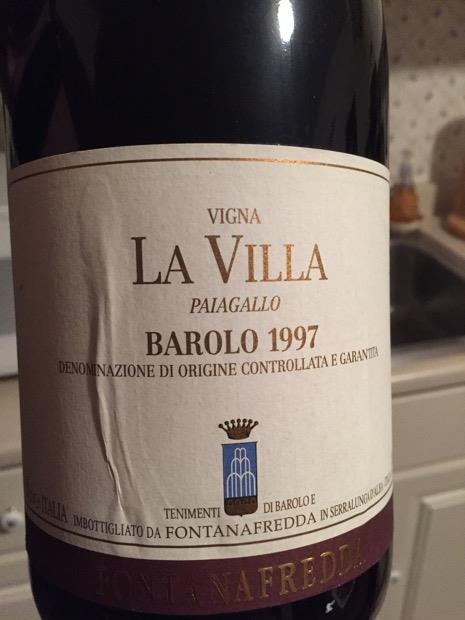 VIGNA
LA VILLA
PAIAGALLO
BAROLO 1997
DENOMINAZIONE DI ORIGINE CONTROLLATA E GARANTITA
TENIMENTI DI BAROLO E
ITALIA IMBOTTIGLIATO DA FONTANAFREDDA IN SERRALUNGA D'ALBA
FONTANAFREDDA